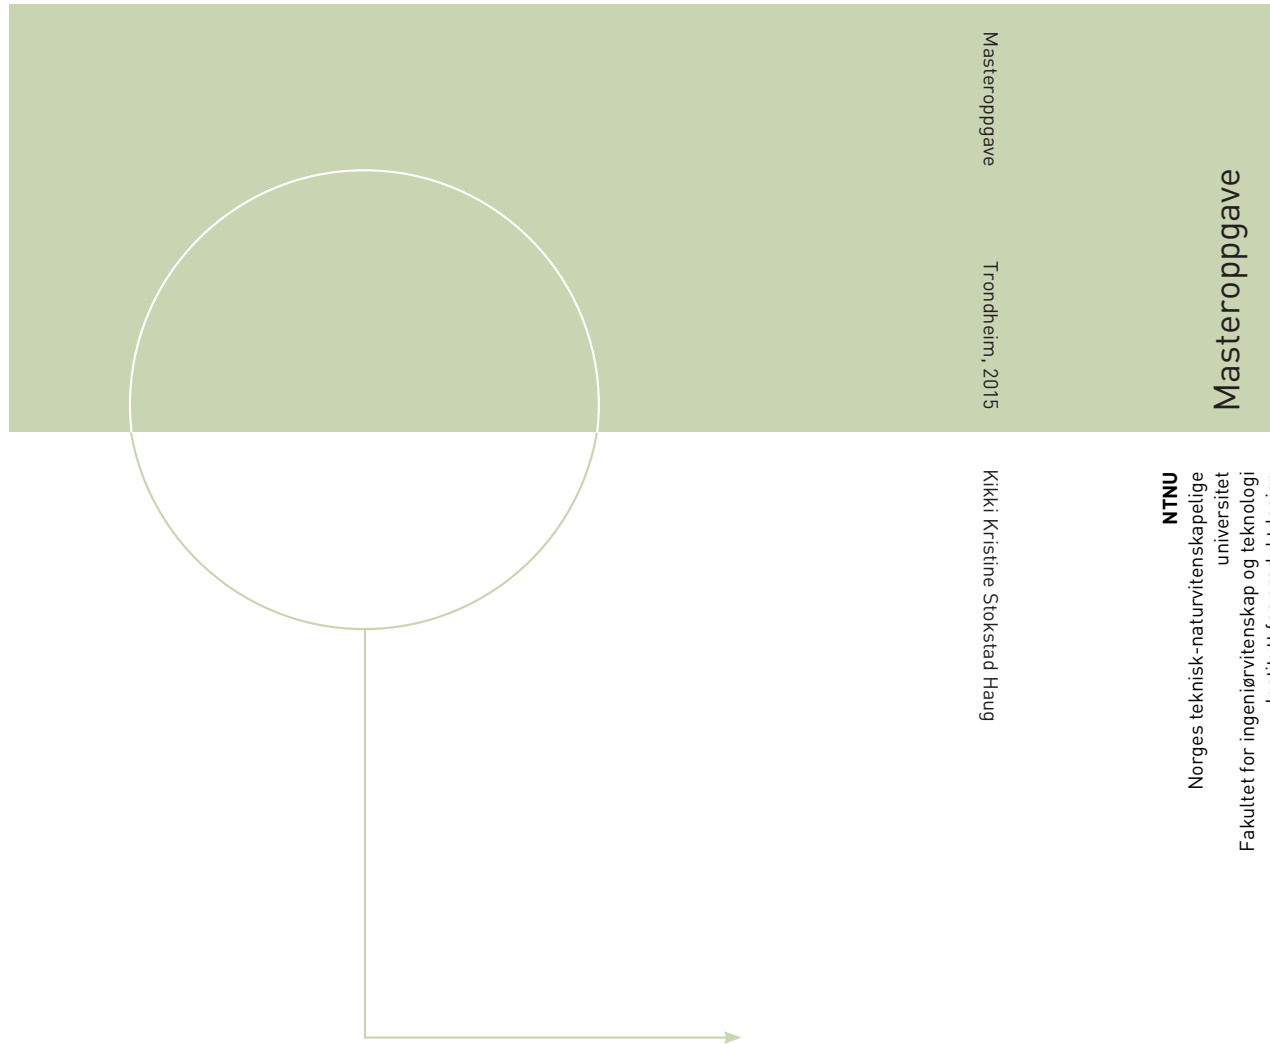 Masteroppgave
Trondheim, 2015
Kikki Kristine Stokstad Haug
Masteroppgave
NTNU
Norges teknisk-naturvitenskapelige
universitet
Fakultet for ingeniørvitenskap og teknologi